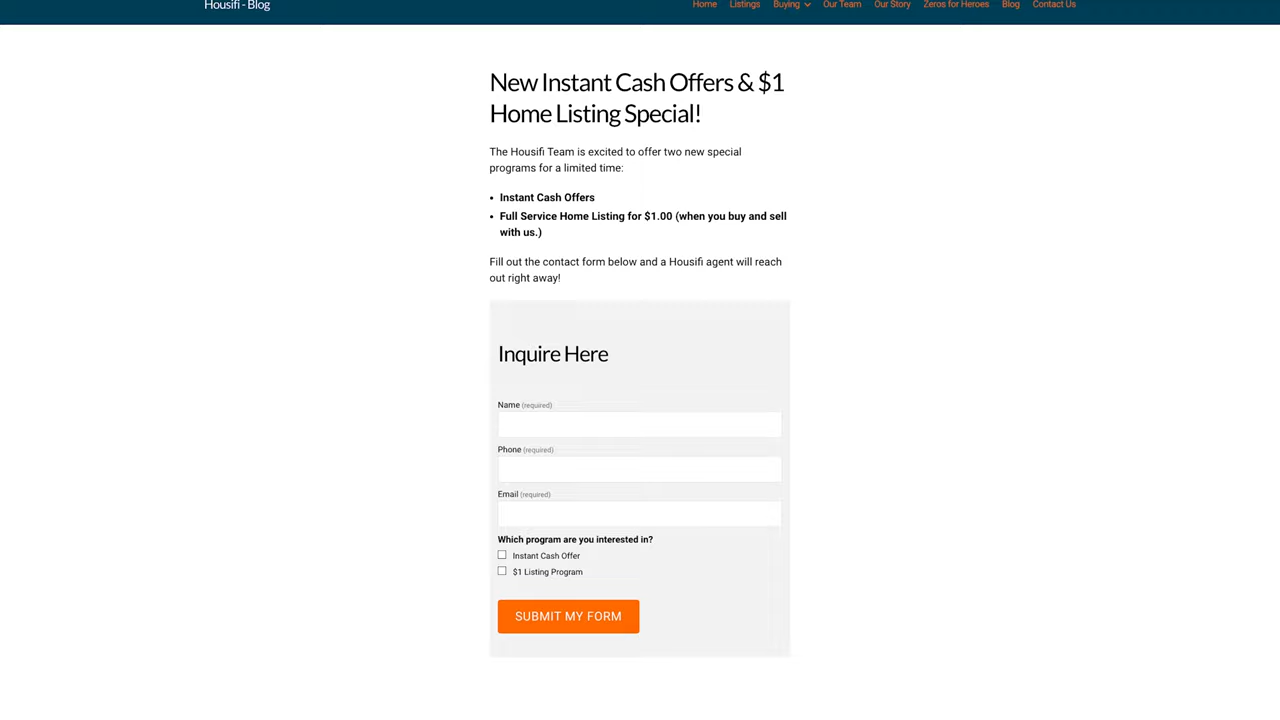 Housifi - Blog
Home Listings Buying Our Team Our Story Zeros for Heroes Blog Contact Us
New Instant Cash Offers & $1
Home Listing Special!
The Housifi Team is excited to offer two new special
programs for a limited time:
• Instant Cash Offers
• Full Service Home Listing for $1.00 (when you buy and sell
with us.)
Fill out the contact form below and a Housifi agent will reach
out right away!
Inquire Here
Name (required)
Phone (required)
Email (required)
Which program are you interested in?
Instant Cash Offer
$1 Listing Program
SUBMIT MY FORM